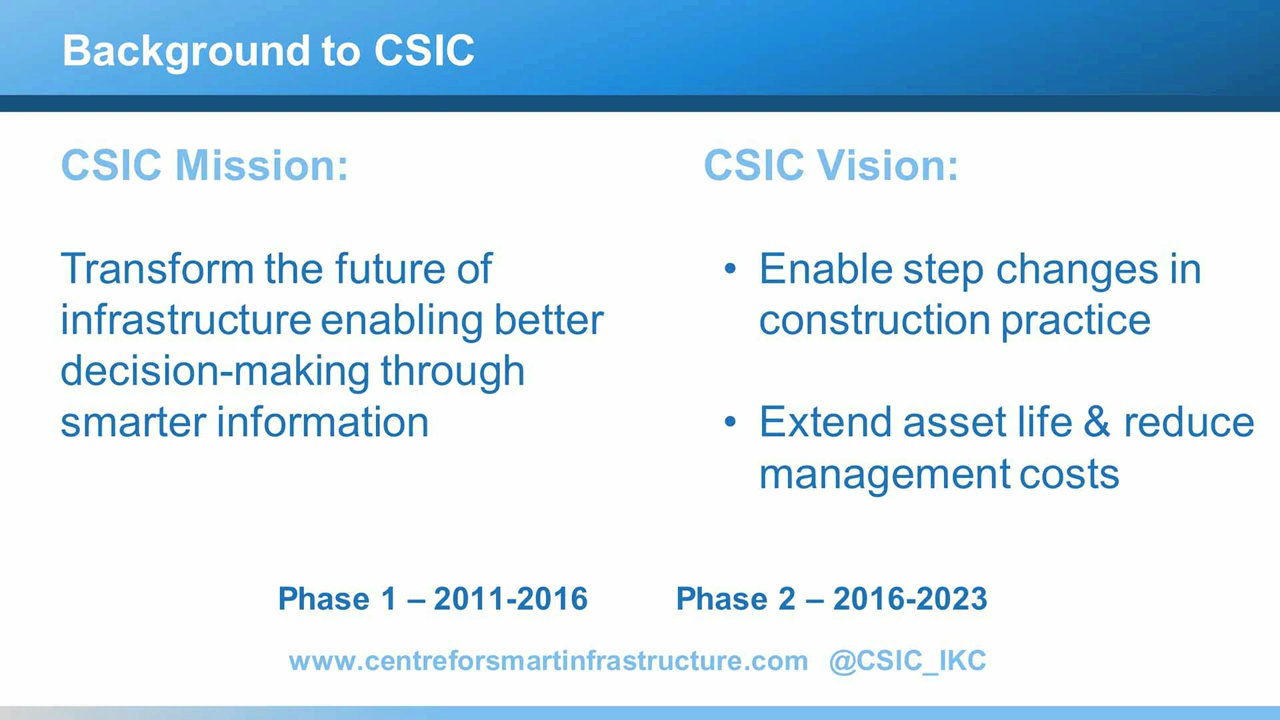 Background to CSIC
CSIC Mission:
Transform the future of
infrastructure enabling better
decision-making through
smarter information
CSIC Vision:
• Enable step changes in
construction practice
• Extend asset life & reduce
management costs
Phase 1 – 2011-2016
Phase 2 – 2016-2023
www.centreforsmartinfrastructure.com @CSIC_IKC